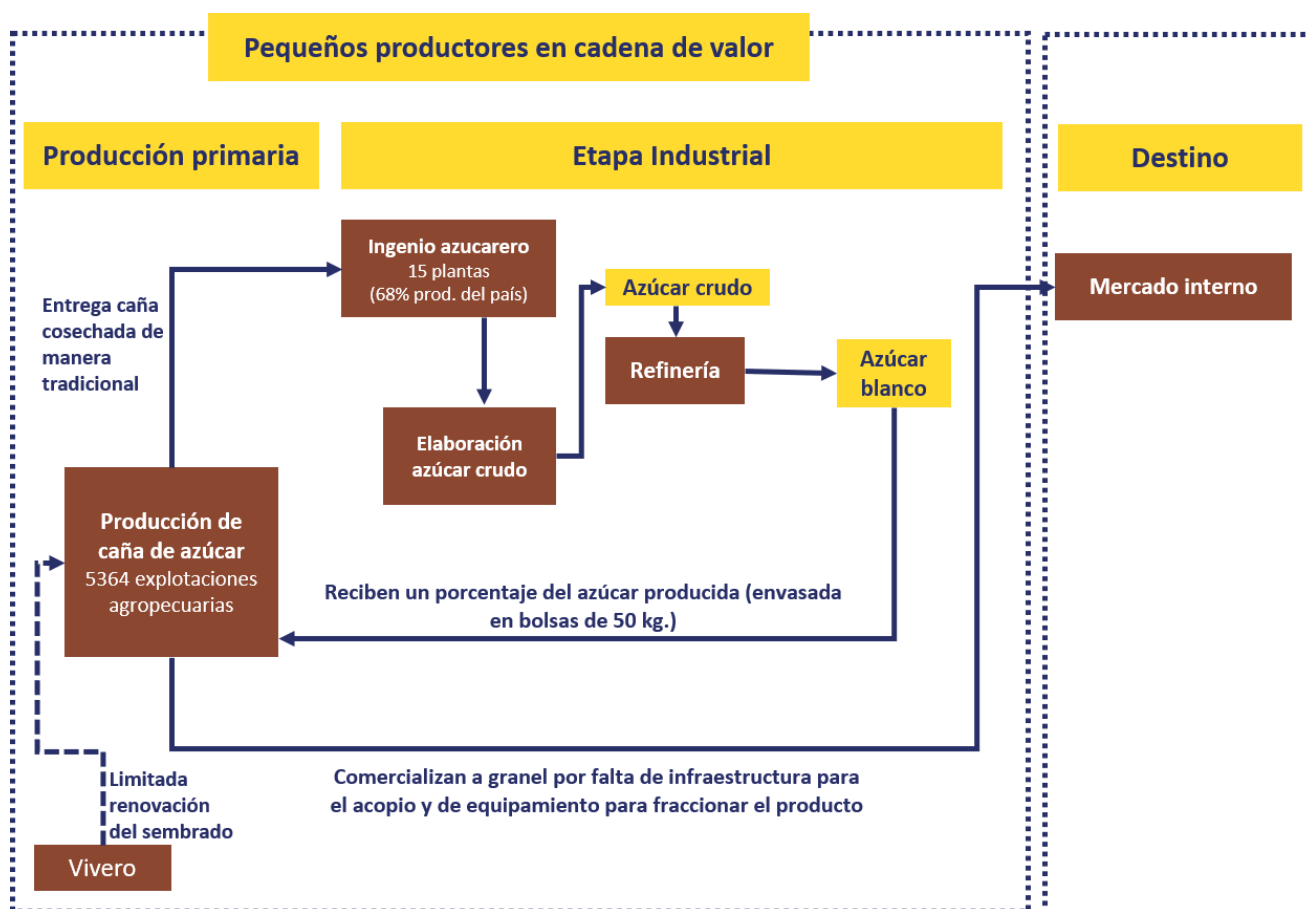 Pequeños productores en cadena de valor
Producción primaria
Etapa Industrial
Destino
Ingenio azucarero
15 plantas
(68% prod. del país)
Azúcar crudo
Mercado interno
Entrega caña
cosechada de
manera
tradicional
Refinería
Azúcar
blanco
Elaboración
azúcar crudo
Producción de
caña de azúcar
5364 explotaciones
agropecuarias
Reciben un porcentaje del azúcar producida (envasada
en bolsas de 50 kg.)
Limitada
renovación
del sembrado
Comercializan a granel por falta de infraestructura para
el acopio y de equipamiento para fraccionar el producto
Vivero